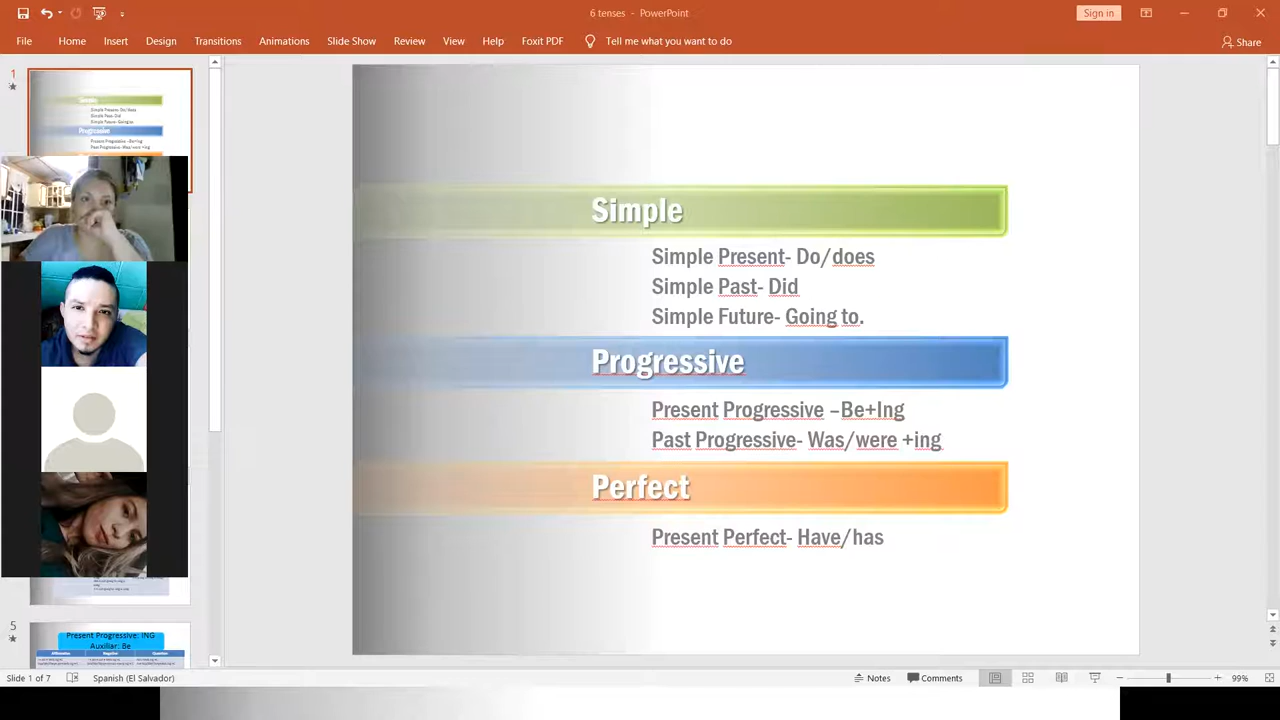 6 tenses - PowerPoint
Sign in
File Home Insert Design Transitions Animations Slide Show Review View Help Foxit PDF Tell me what you want to do
Share
1
Simple
Simple Present- Do/does
Simple Past- Did
Simple Future- Going to.
Progressive
Present Progressive –Be+Ing
Past Progressive- Was/were +ing
Perfect
Present Perfect- Have/has
5
Present Progressive: ING
Auxiliar: Be
Slide 1 of 7 Spanish (El Salvador) Notes Comments 99%